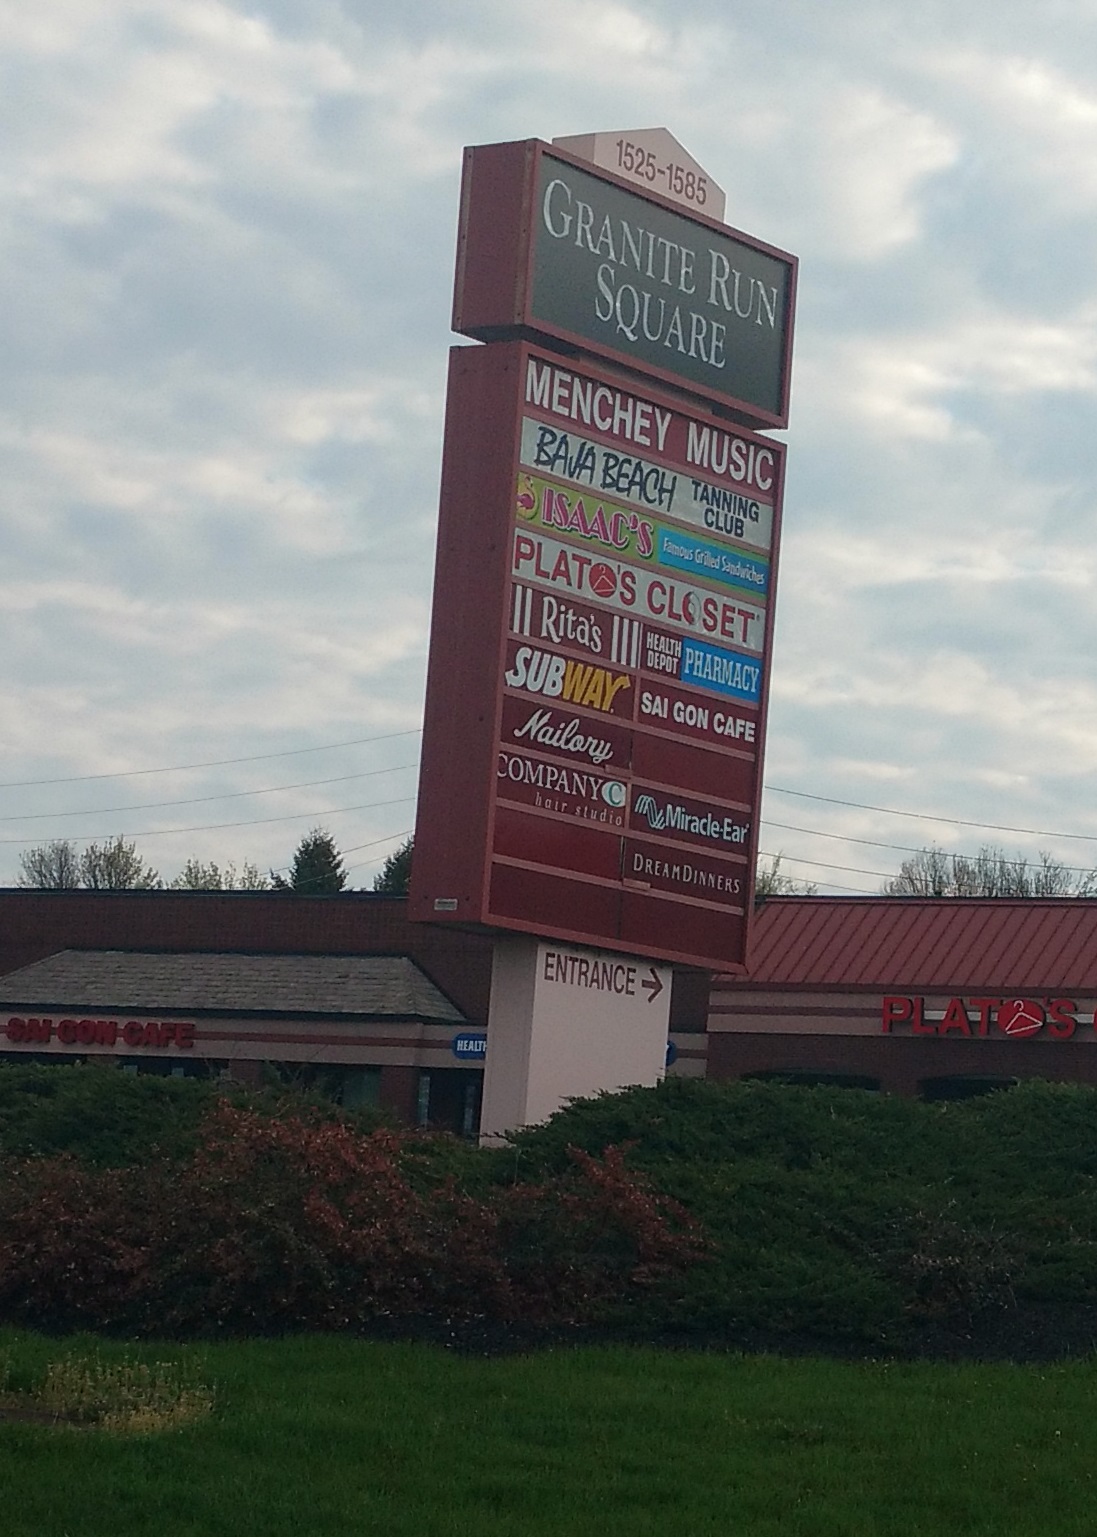 1525-1585
GRANITE RUN
SQUARE
MENCHEY MUSIC
BAJA BEACH TANNING
CLUB
ISAAC'S Famous Grilled Sandwiches
PLATO'S CLOSET
Rita's HEALTH
DEPOT PHARMACY
SUBWAY SAI GON CAFE
Nailory
COMPANY C
hair studio
Miracle-Ear
DREAMDINNERS
ENTRANCE →
SAI GON CAFE
HEALTH
PLATO'S